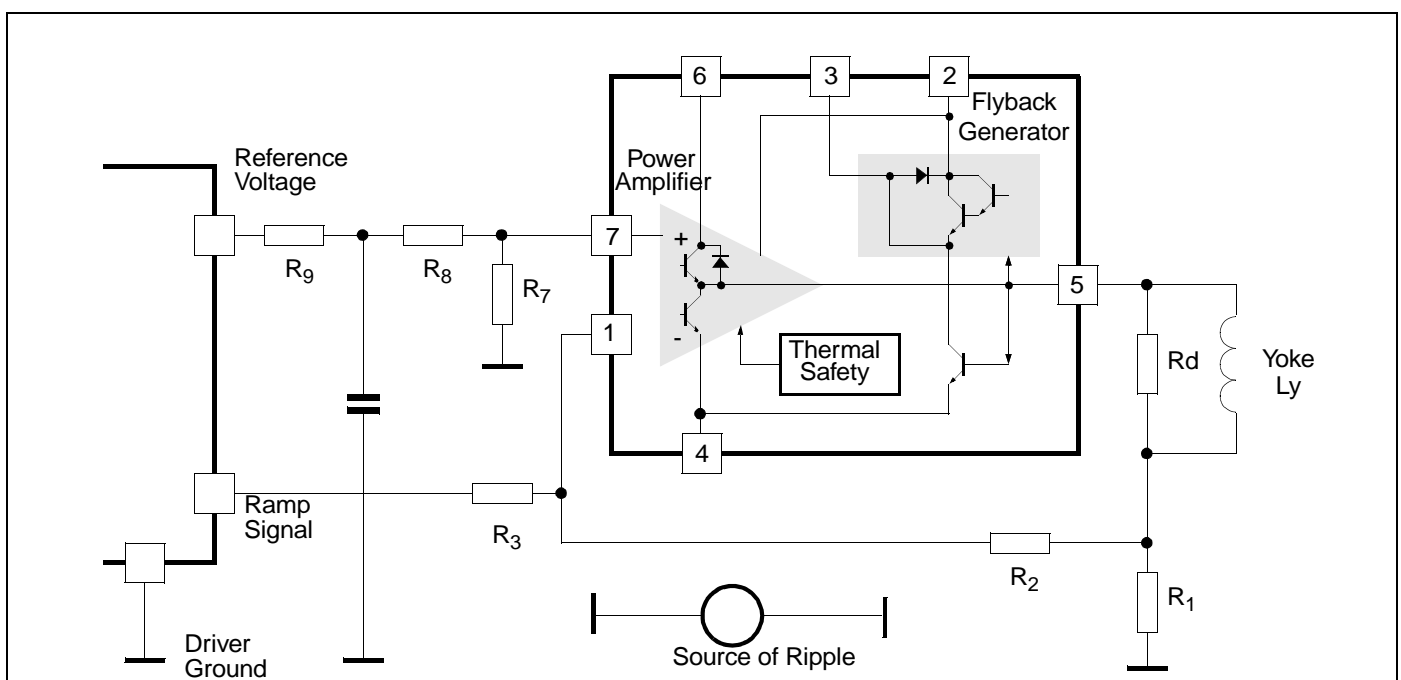 6
3
2
Flyback
Generator
Reference
Voltage
Power
Amplifier
7
+
R9
R8
R7
5
1
-
Thermal
Safety
Rd
Yoke
Ly
4
Ramp
Signal
R3
R2
R1
Driver
Ground
Source of Ripple